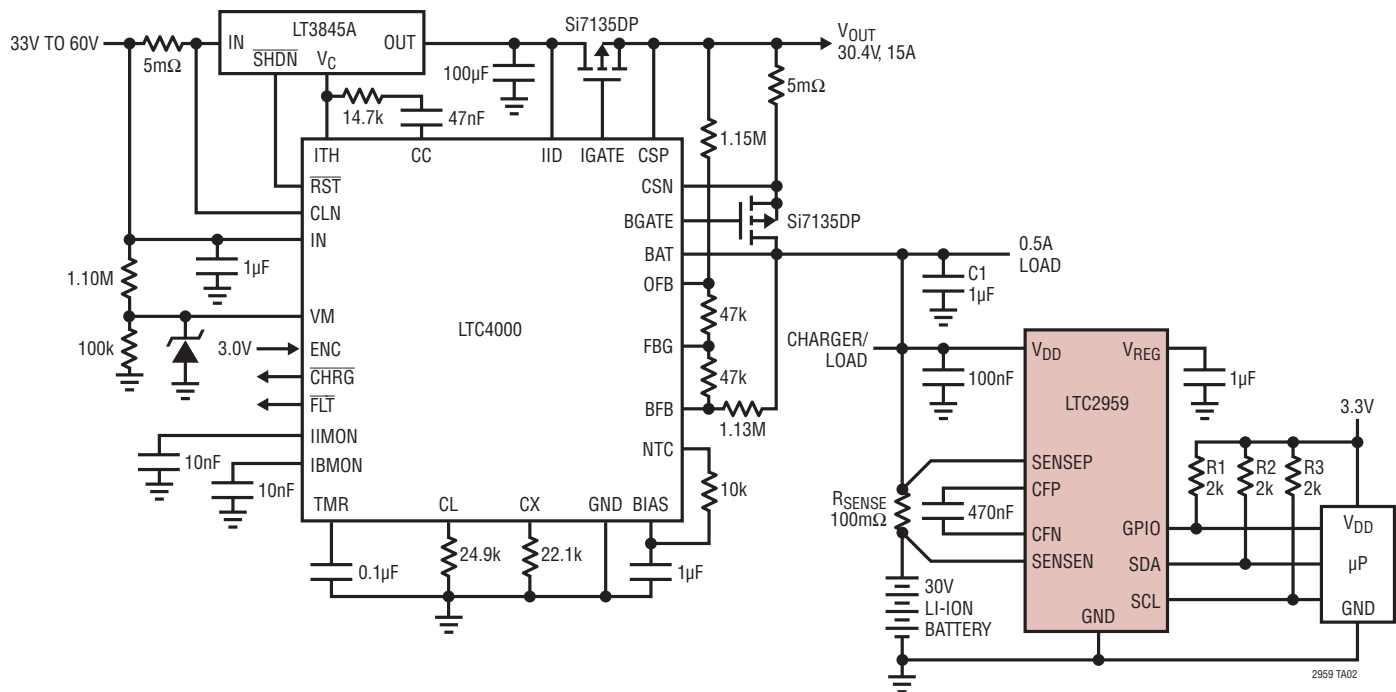 33V TO 60V
5mΩ
IN
LT3845A
OUT
SHDN
VC
14.7k
47nF
100µF
Si7135DP
VOUT
30.4V, 15A
5mΩ
1.15M
ITH
CC
IID
IGATE
CSP
RST
CLN
IN
1µF
1.10M
VM
100k
3.0V
ENC
CHRG
FLT
IIMON
10nF
IBMON
10nF
LTC4000
CSN
BGATE
Si7135DP
BAT
OFB
47k
FBG
47k
BFB
1.13M
NTC
10k
TMR
CL
CX
GND
BIAS
0.1µF
24.9k
22.1k
1µF
0.5A
LOAD
C1
1µF
CHARGER/
LOAD
100nF
VDD
VREG
1µF
LTC2959
3.3V
SENSEP
CFP
470nF
CFN
SENSEN
RSENSE
100mΩ
30V
LI-ION
BATTERY
GPIO
SDA
SCL
GND
R1
2k
R2
2k
R3
2k
VDD
µP
GND
2959 TA02